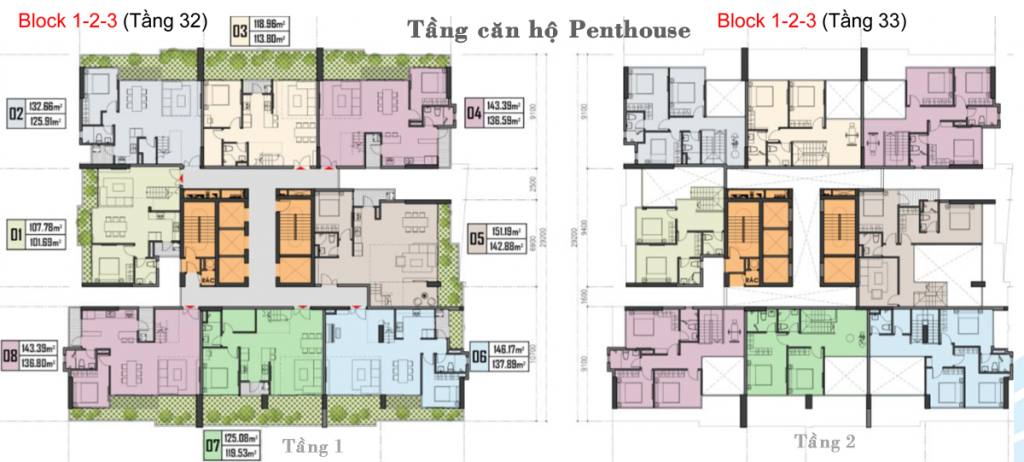 Block 1-2-3 (Tầng 32)
Tầng căn hộ Penthouse
Block 1-2-3 (Tầng 33)
03 118.96m²
113.80m²
02 132.66m²
125.91m²
04 143.39m²
136.59m²
9100
9100
2500
01 107.78m²
101.69m²
05 151.19m²
142.88m²
6900
29200
29200
9400
RÁC
RÁC
1600
08 143.39m²
136.80m²
06 146.17m²
137.89m²
10100
9100
07 125.08m²
119.53m²
Tầng 1
Tầng 2